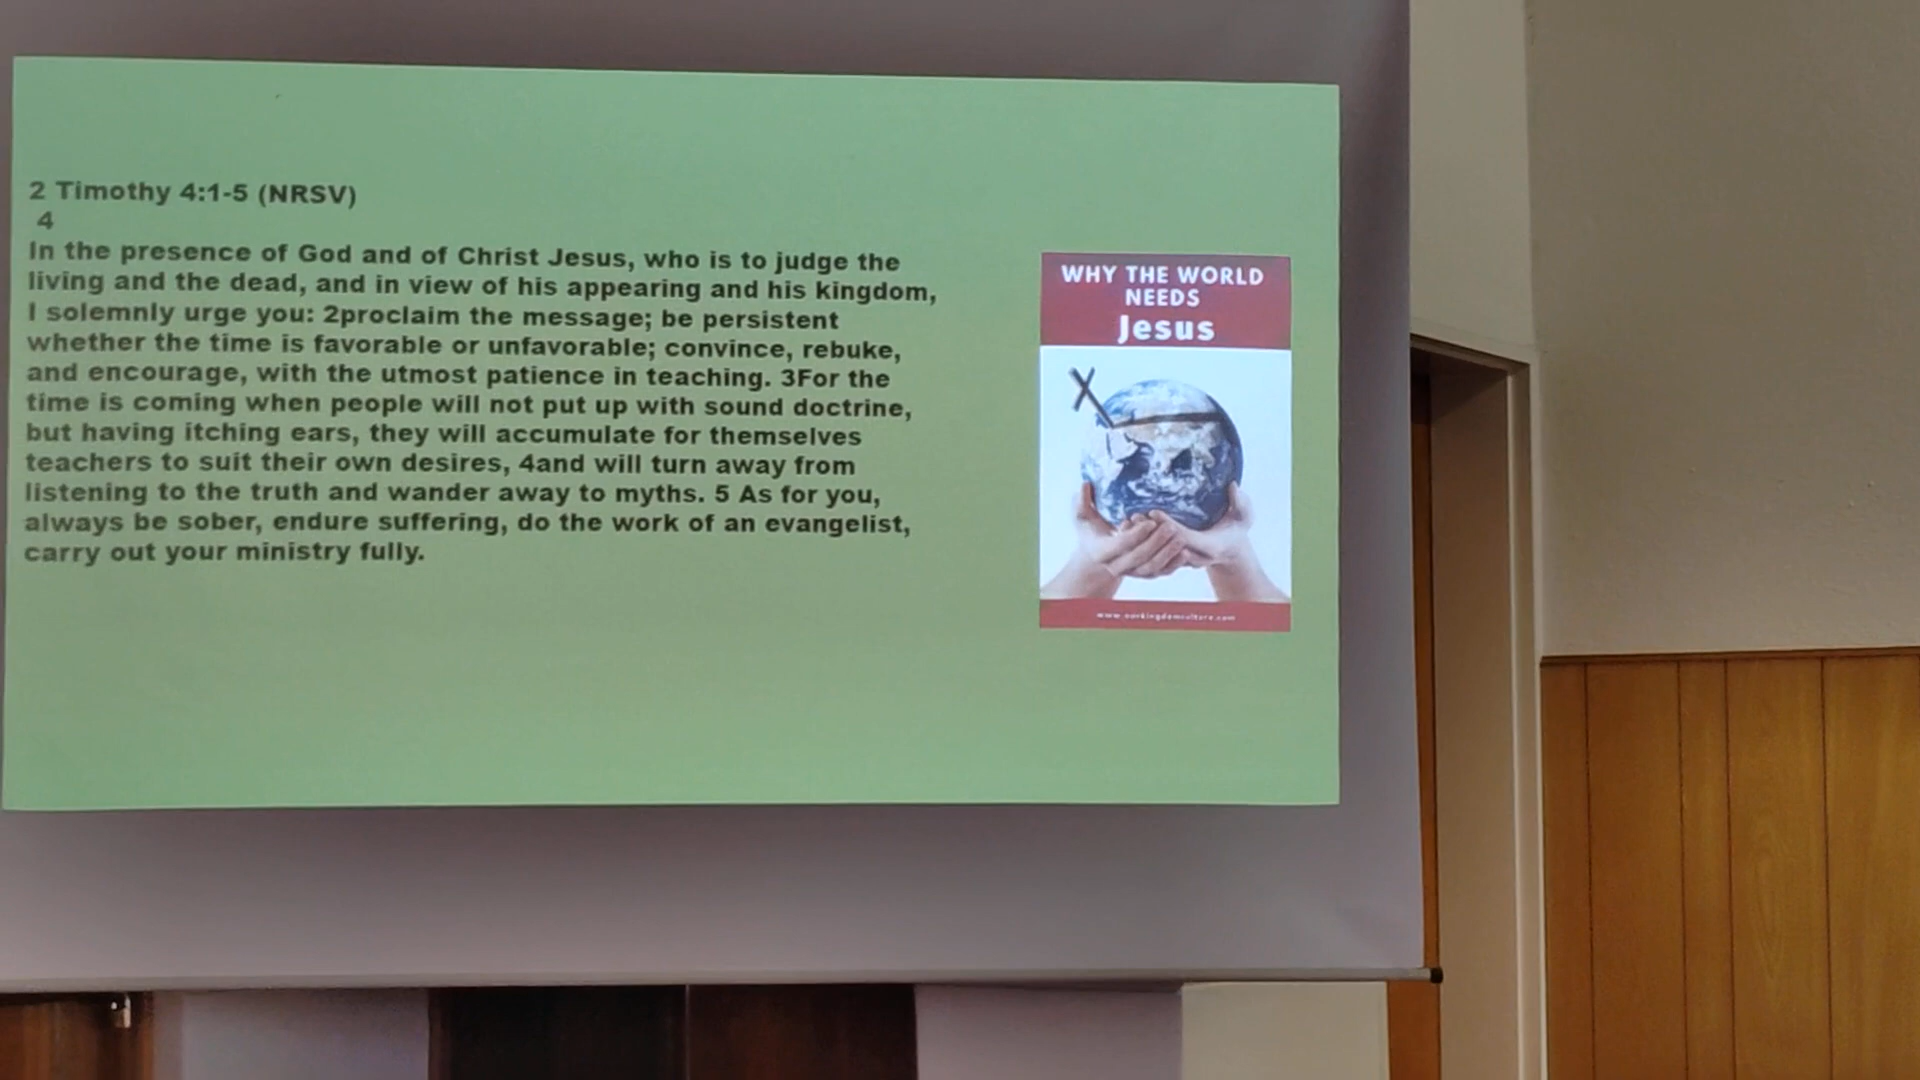 2 Timothy 4:1-5 (NRSV)
4
In the presence of God and of Christ Jesus, who is to judge the
living and the dead, and in view of his appearing and his kingdom,
I solemnly urge you: 2proclaim the message; be persistent
whether the time is favorable or unfavorable; convince, rebuke,
and encourage, with the utmost patience in teaching. 3For the
time is coming when people will not put up with sound doctrine,
but having itching ears, they will accumulate for themselves
teachers to suit their own desires, 4and will turn away from
listening to the truth and wander away to myths. 5 As for you,
always be sober, endure suffering, do the work of an evangelist,
carry out your ministry fully.
WHY THE WORLD
NEEDS
Jesus